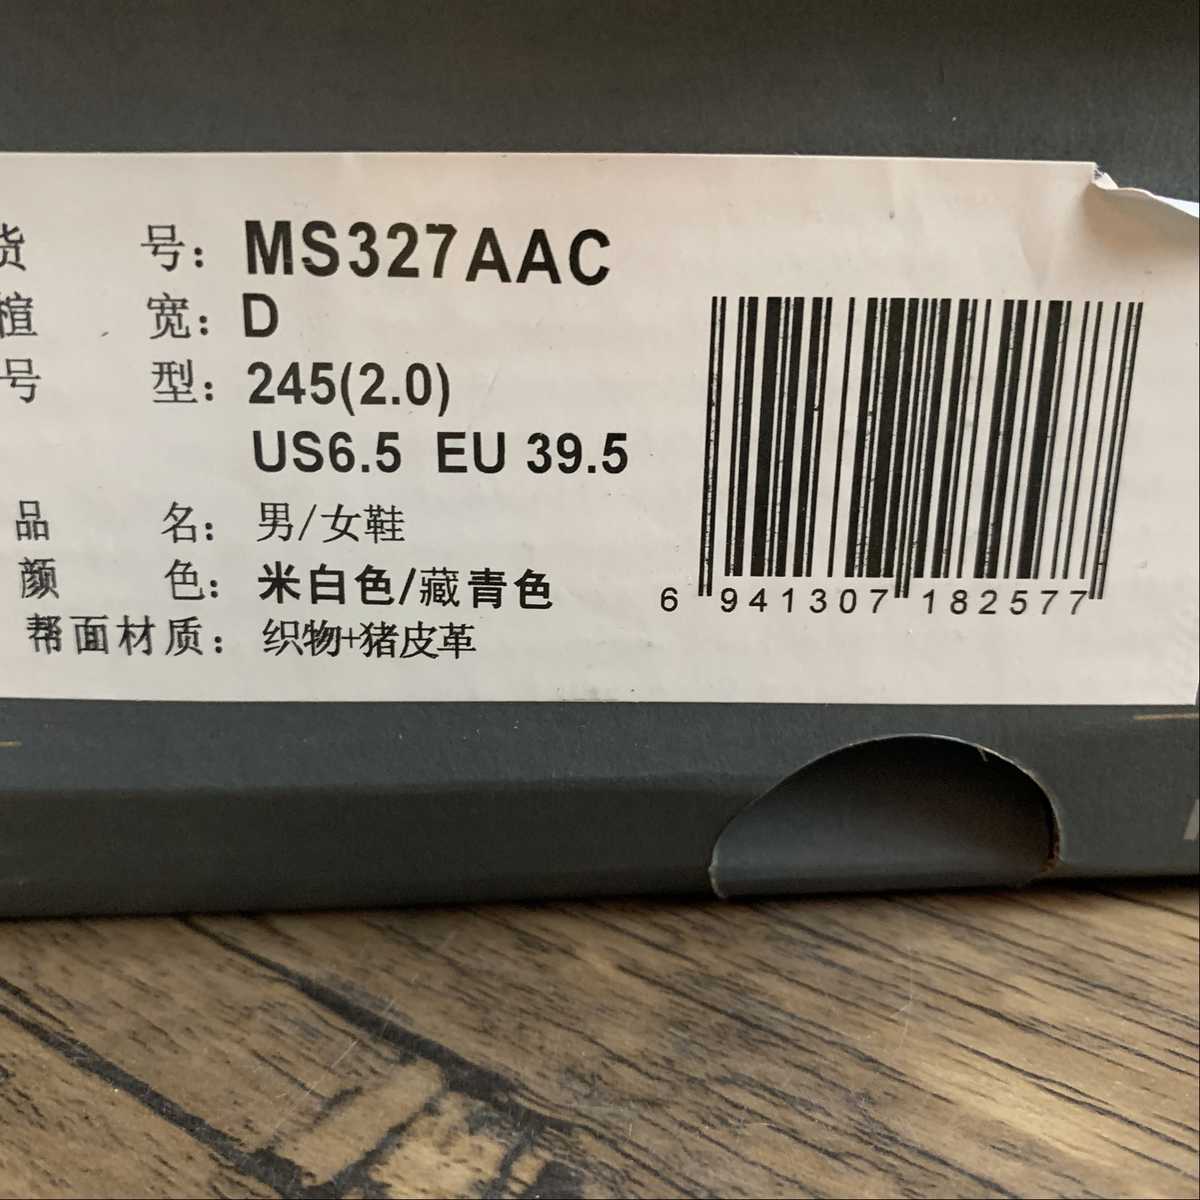 货 号: MS327AAC
楦 宽: D
号 型: 245(2.0)
US6.5 EU 39.5
品 名: 男/女鞋
颜 色: 米白色/藏青色
帮面材质: 织物+猪皮革
6 941307 182577